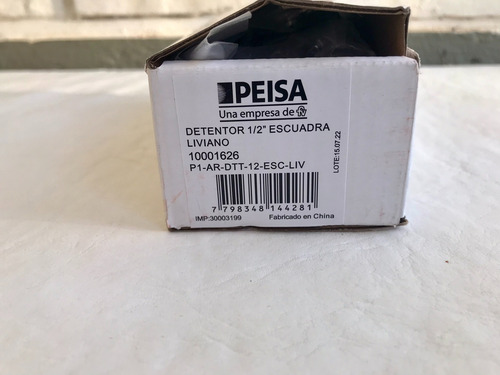 PEISA
Una empresa de
DETENTOR 1/2" ESCUADRA
LIVIANO
10001626
P1-AR-DTT-12-ESC-LIV
LOTE:15.07.22
7 798348 144281
IMP:30003199
Fabricado en China